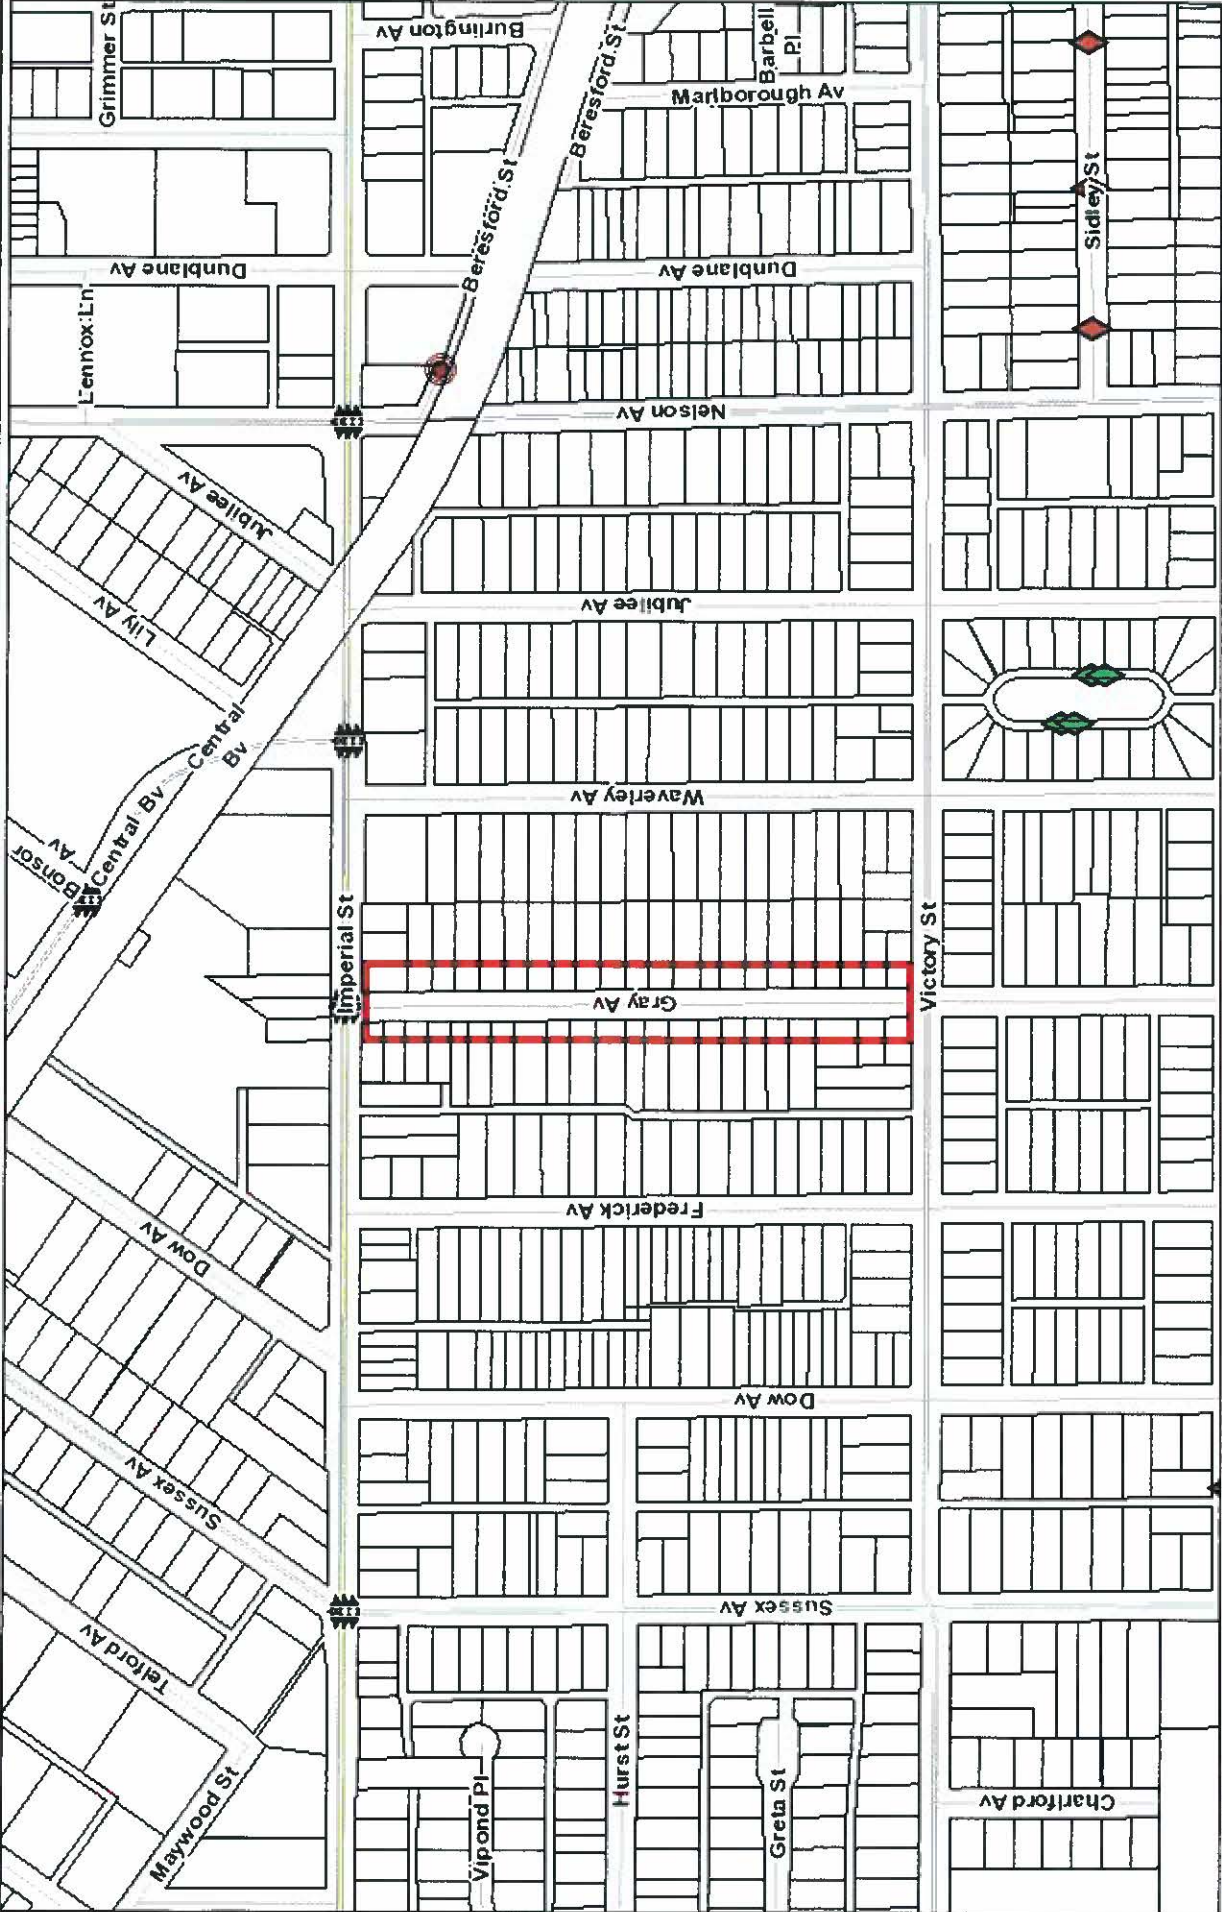 Grimmer St
Burlington Av
Beresford St
Barbell
Pl
Marlborough Av
Beresford St
Sidley St
Dunblane Av
Dunblane Av
Lennox Ln
Nelson Av
Jubilee Av
Lily Av
Jubilee Av
Central
Bv
Waverley Av
Central Bv
Bonsor
Av
Imperial St
Gray Av
Victory St
Frederick Av
Dow Av
Dow Av
Sussex Av
Sussex Av
Telford Av
Maywood St
Vipond Pl
Hurst St
Greta St
Charlford Av